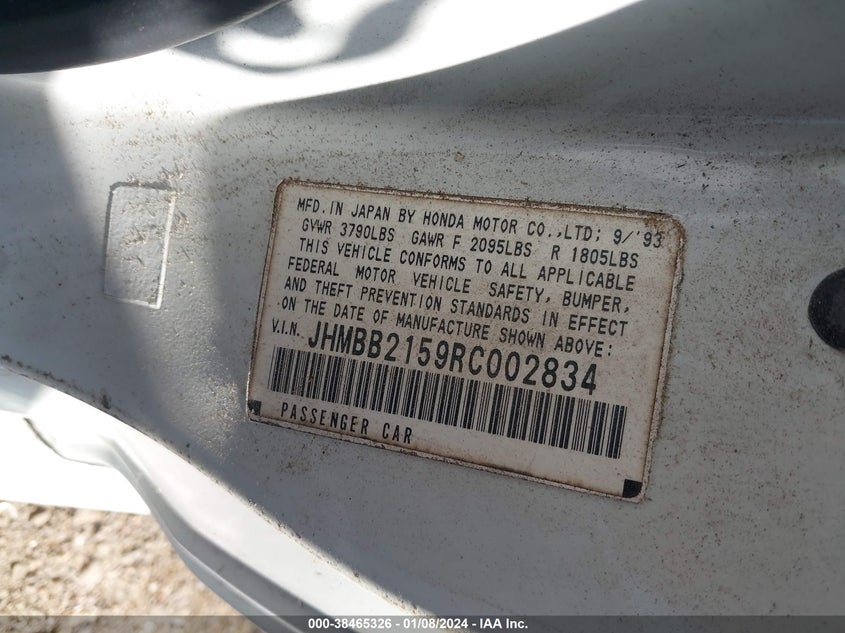 MFD. IN JAPAN BY HONDA MOTOR CO.,LTD; 9/'93
GVWR 3790LBS GAWR F 2095LBS R 1805LBS
THIS VEHICLE CONFORMS TO ALL APPLICABLE
FEDERAL MOTOR VEHICLE SAFETY, BUMPER,
AND THEFT PREVENTION STANDARDS IN EFFECT
ON THE DATE OF MANUFACTURE SHOWN ABOVE:
V.I.N. JHMBB2159RC002834
PASSENGER CAR
000-38465326 - 01/08/2024 - IAA Inc.